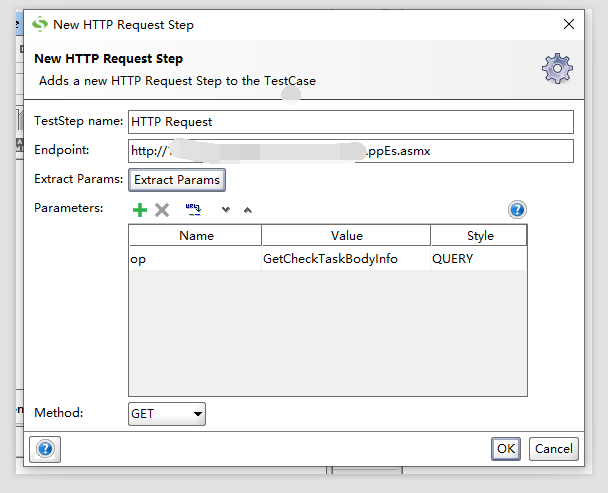 New HTTP Request Step
New HTTP Request Step
Adds a new HTTP Request Step to the TestCase
TestStep name: HTTP Request
Endpoint: http:// .ppEs.asmx
Extract Params: Extract Params
Parameters:
Name Value Style
op GetCheckTaskBodyInfo QUERY
Method: GET
OK Cancel